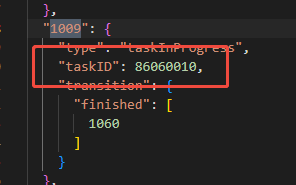 },
"1009": {
"type": "taskInProgress",
"taskID": 86060010,
"transition": {
"finished": [
1060
]
}
},